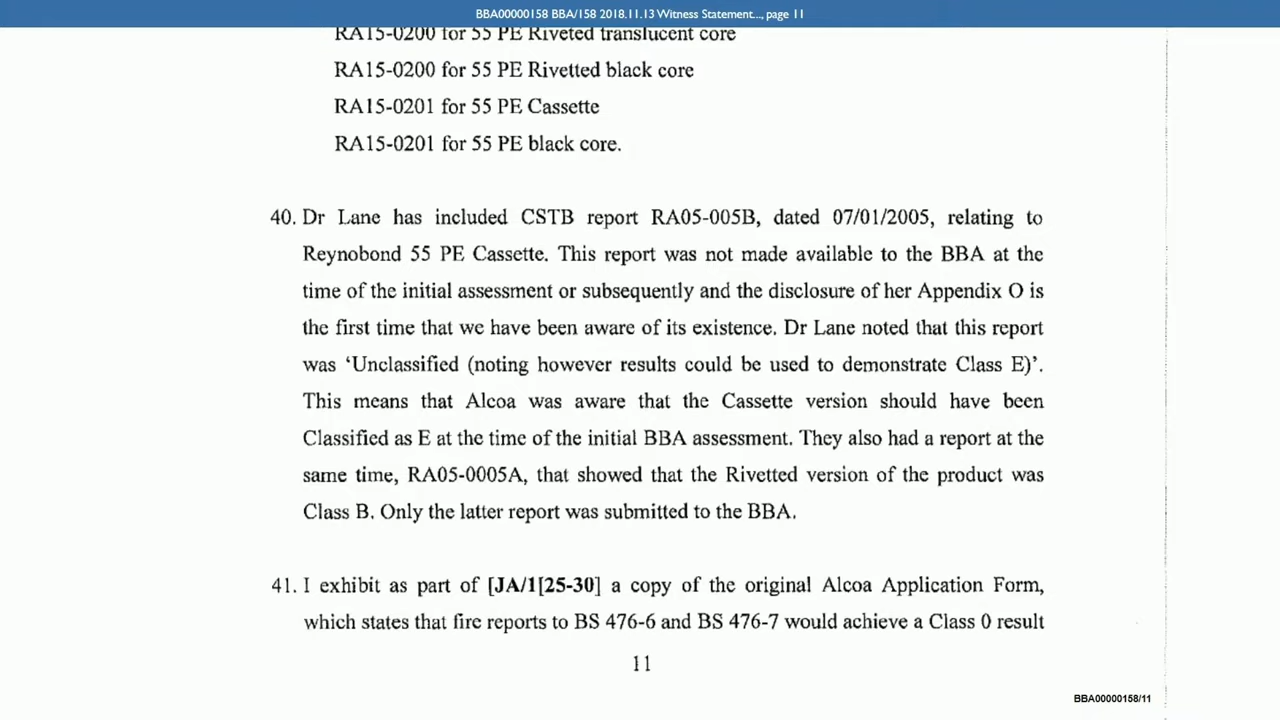 BBA00000158 BBA/158 2018.11.13 Witness Statement..., page 11
RA15-0200 for 55 PE Riveted translucent core
RA15-0200 for 55 PE Rivetted black core
RA15-0201 for 55 PE Cassette
RA15-0201 for 55 PE black core.
40. Dr Lane has included CSTB report RA05-005B, dated 07/01/2005, relating to
Reynobond 55 PE Cassette. This report was not made available to the BBA at the
time of the initial assessment or subsequently and the disclosure of her Appendix O is
the first time that we have been aware of its existence. Dr Lane noted that this report
was ‘Unclassified (noting however results could be used to demonstrate Class E)’.
This means that Alcoa was aware that the Cassette version should have been
Classified as E at the time of the initial BBA assessment. They also had a report at the
same time, RA05-0005A, that showed that the Rivetted version of the product was
Class B. Only the latter report was submitted to the BBA.
41. I exhibit as part of [JA/1[25-30] a copy of the original Alcoa Application Form,
which states that fire reports to BS 476-6 and BS 476-7 would achieve a Class 0 result
11
BBA00000158/11